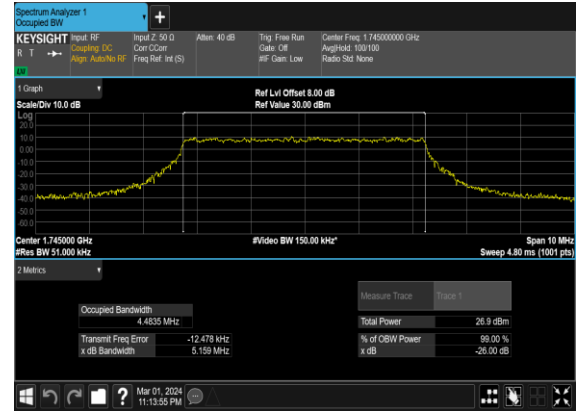 Spectrum Analyzer 1
Occupied BW
KEYSIGHT
R T
LU
Input: RF
Coupling: DC
Align: Auto/No RF
Input Z: 50 Ω
Corr CCorr
Freq Ref: Int (S)
Atten: 40 dB
Trig: Free Run
Gate: Off
#IF Gain: Low
Center Freq: 1.745000000 GHz
Avg|Hold: 100/100
Radio Std: None
1 Graph
Scale/Div 10.0 dB
Ref Lvl Offset 8.00 dB
Ref Value 30.00 dBm
Log
20.0
10.0
0.00
-10.0
-20.0
-30.0
-40.0
-50.0
-60.0
Center 1.745000 GHz
#Res BW 51.000 kHz
#Video BW 150.00 kHz*
Span 10 MHz
Sweep 4.80 ms (1001 pts)
2 Metrics
Occupied Bandwidth
4.4835 MHz
Transmit Freq Error -12.478 kHz
x dB Bandwidth 5.159 MHz
Measure Trace Trace 1
Total Power 26.9 dBm
% of OBW Power 99.00 %
x dB -26.00 dB
?
Mar 01, 2024
11:13:55 PM